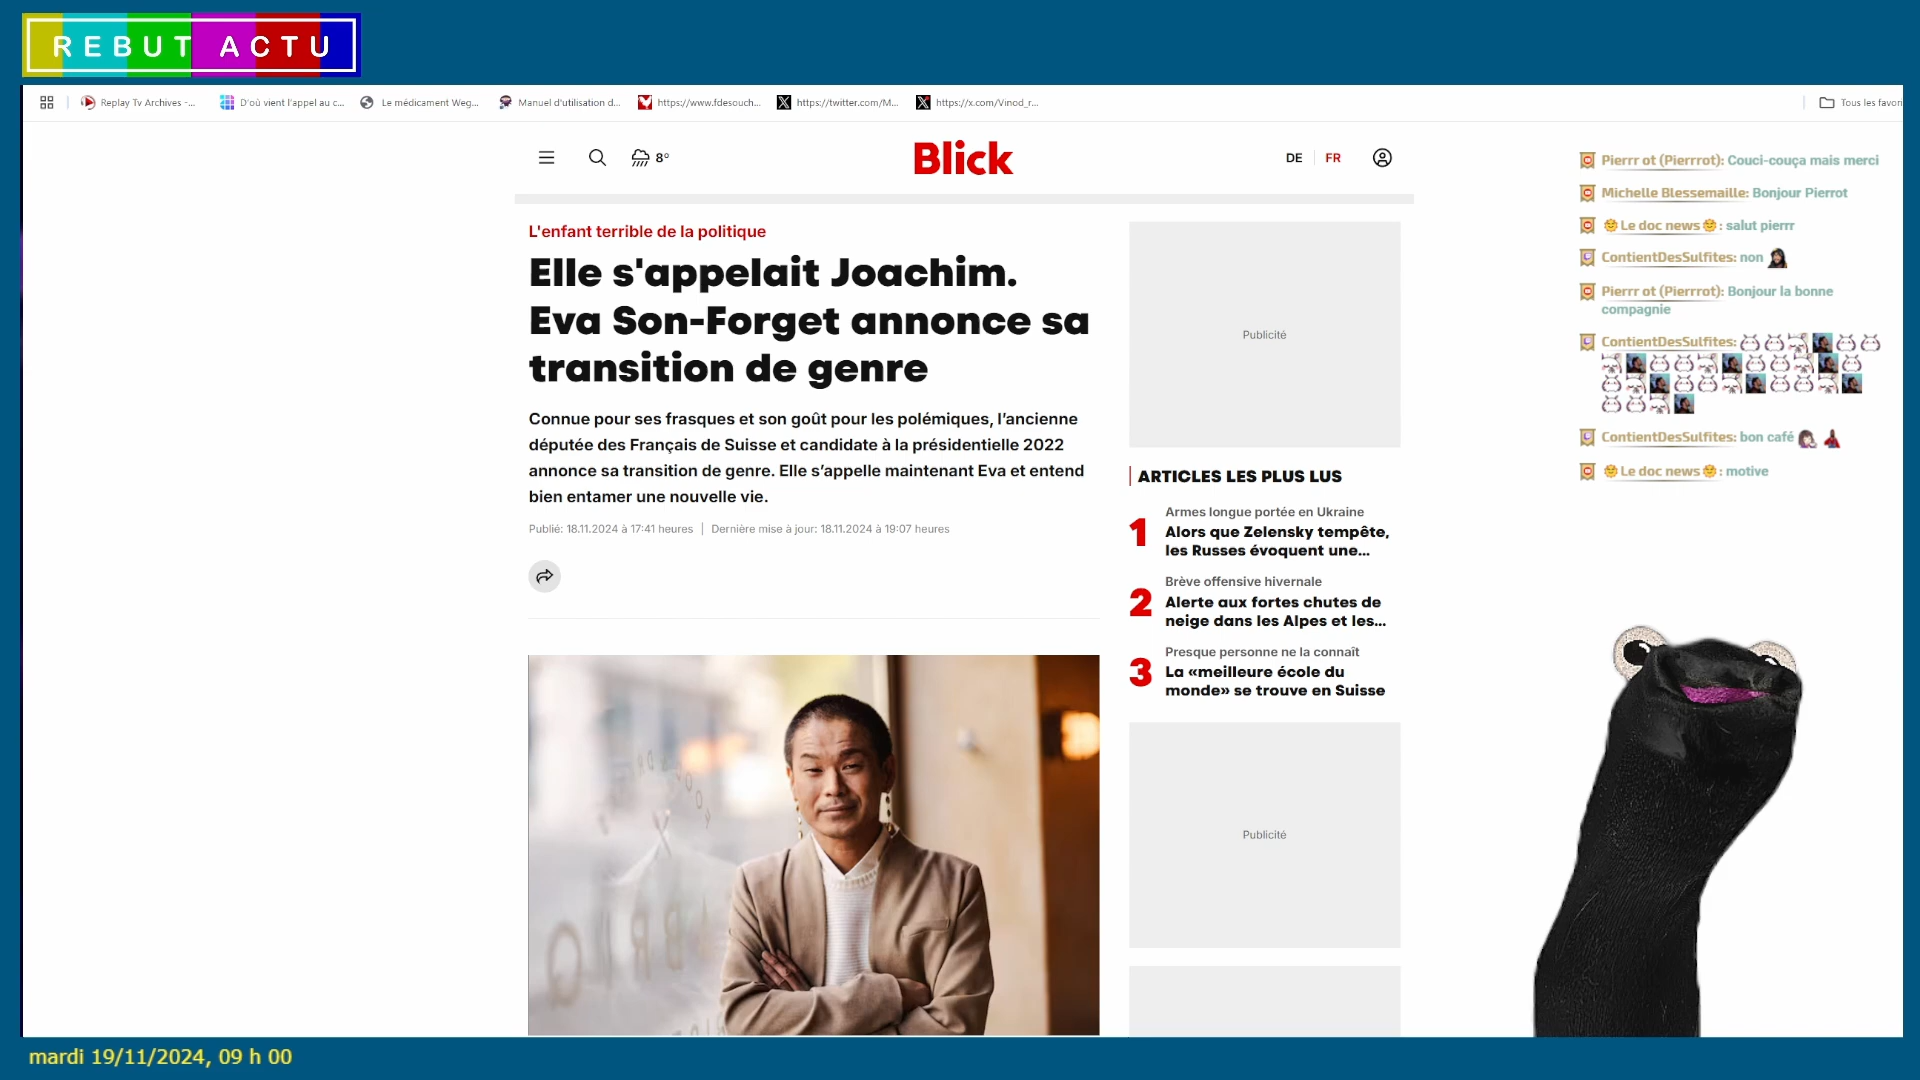 REBUT ACTU
Replay Tv Archives -...
D'où vient l'appel au c...
Le médicament Weg...
Manuel d'utilisation d...
https://www.fdesouch...
https://twitter.com/M...
https://x.com/Vinod_r...
Tous les favor
8°
Blick
DE
FR
L'enfant terrible de la politique
Elle s'appelait Joachim.
Eva Son-Forget annonce sa
transition de genre
Connue pour ses frasques et son goût pour les polémiques, l’ancienne
députée des Français de Suisse et candidate à la présidentielle 2022
annonce sa transition de genre. Elle s’appelle maintenant Eva et entend
bien entamer une nouvelle vie.
Publié: 18.11.2024 à 17:41 heures | Dernière mise à jour: 18.11.2024 à 19:07 heures
Publicité
ARTICLES LES PLUS LUS
1
Armes longue portée en Ukraine
Alors que Zelensky tempête,
les Russes évoquent une...
2
Brève offensive hivernale
Alerte aux fortes chutes de
neige dans les Alpes et les...
3
Presque personne ne la connaît
La «meilleure école du
monde» se trouve en Suisse
Publicité
Pierrr ot (Pierrrot): Couci-couça mais merci
Michelle Blessemaille: Bonjour Pierrot
Le doc news : salut pierrr
ContientDesSulfites: non
Pierrr ot (Pierrrot): Bonjour la bonne
compagnie
ContientDesSulfites:
ContientDesSulfites: bon café
Le doc news : motive
mardi 19/11/2024, 09 h 00